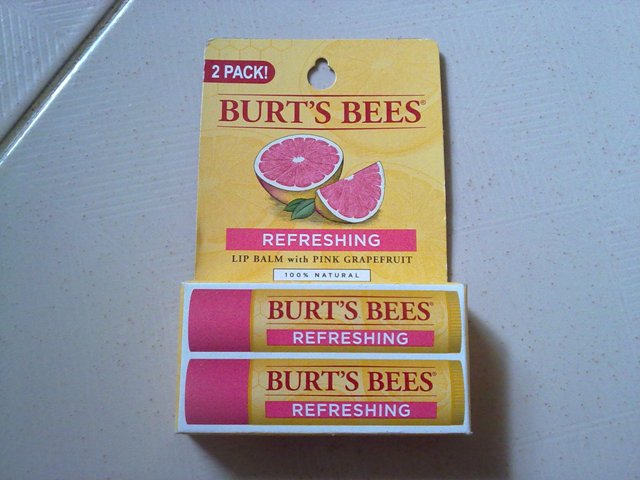 2 PACK!
BURT'S BEES®
REFRESHING
LIP BALM with PINK GRAPEFRUIT
100% NATURAL
BURT'S BEES®
REFRESHING
BURT'S BEES®
REFRESHING